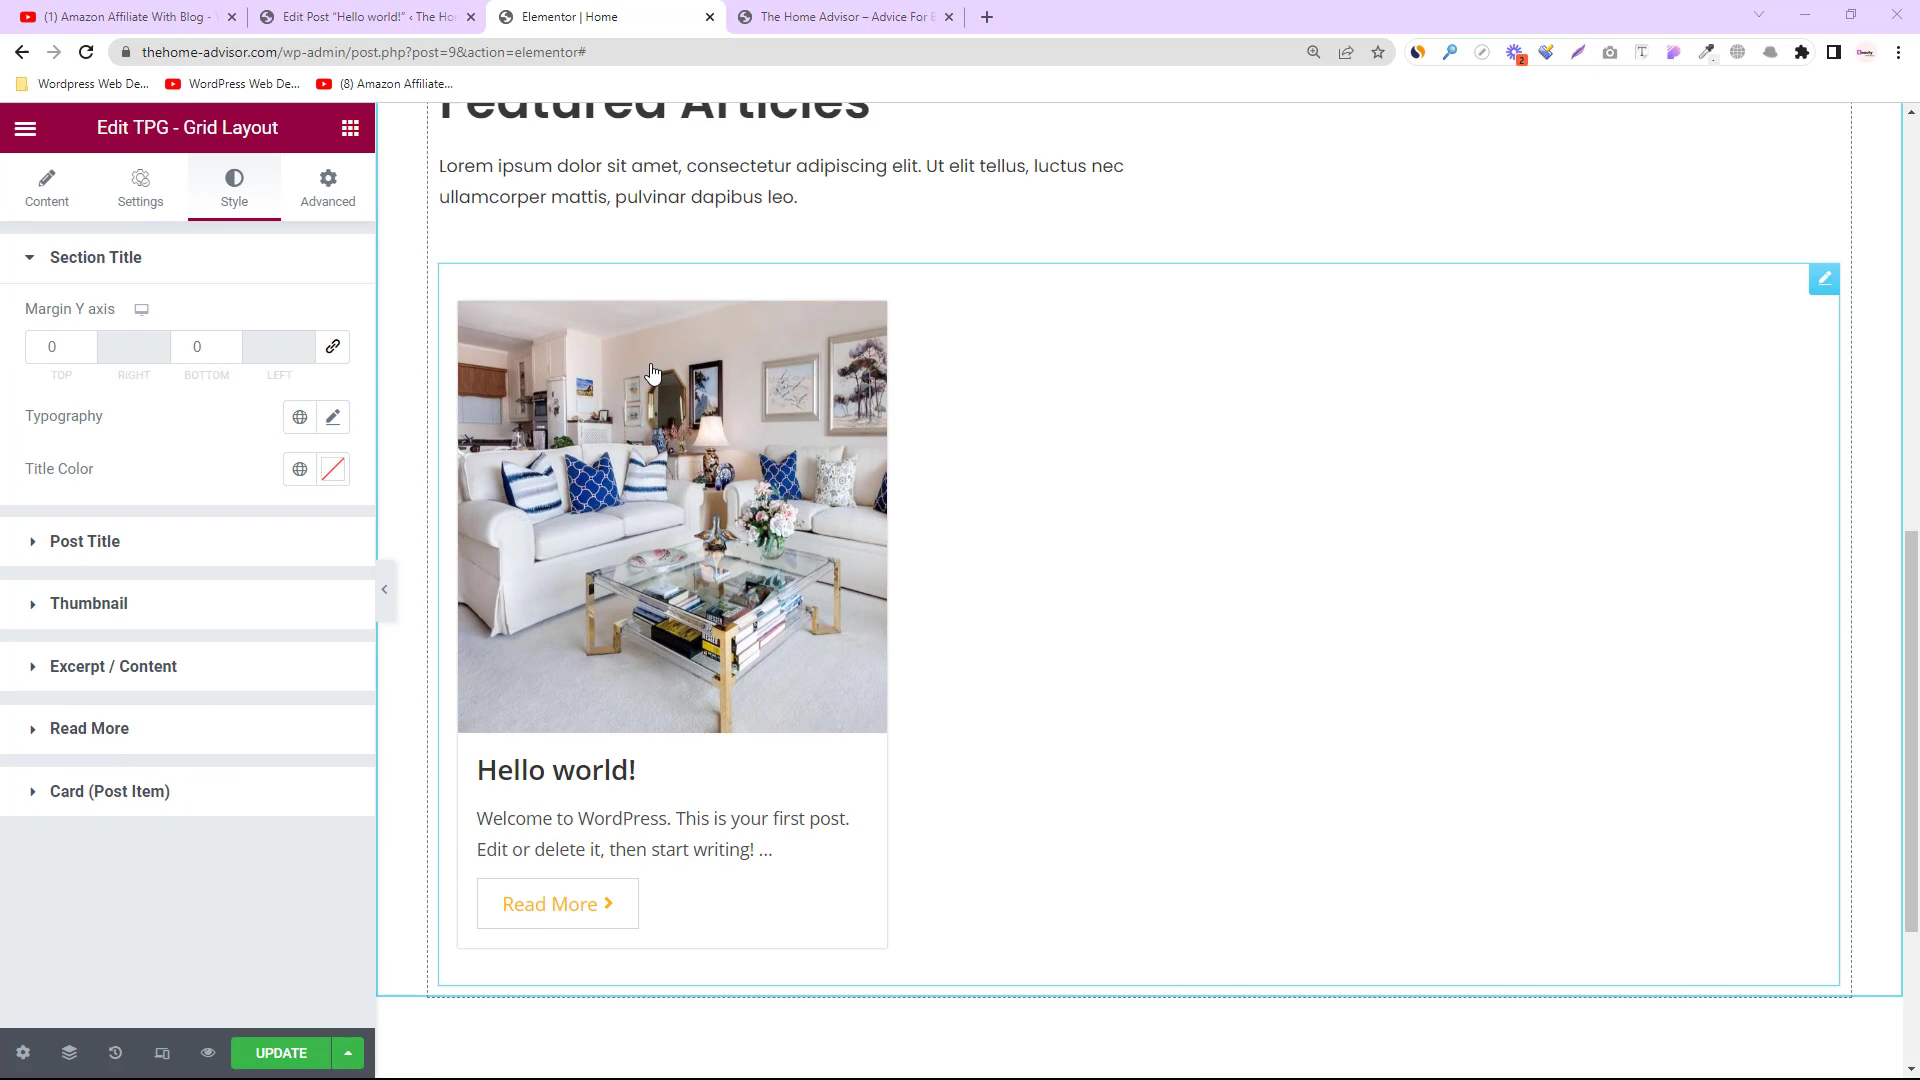 (1) Amazon Affiliate With Blog -
Edit Post “Hello world!” ‹ The Ho
Elementor | Home
The Home Advisor – Advice For E
thehome-advisor.com/wp-admin/post.php?post=9&action=elementor#
2
Wordpress Web De...
WordPress Web De...
(8) Amazon Affiliate...
Edit TPG - Grid Layout
Content
Settings
Style
Advanced
Section Title
Margin Y axis
0
0
TOP
RIGHT
BOTTOM
LEFT
Typography
Title Color
Post Title
Thumbnail
Excerpt / Content
Read More
Card (Post Item)
UPDATE
Featured Articles
Lorem ipsum dolor sit amet, consectetur adipiscing elit. Ut elit tellus, luctus nec
ullamcorper mattis, pulvinar dapibus leo.
Hello world!
Welcome to WordPress. This is your first post.
Edit or delete it, then start writing! ...
Read More